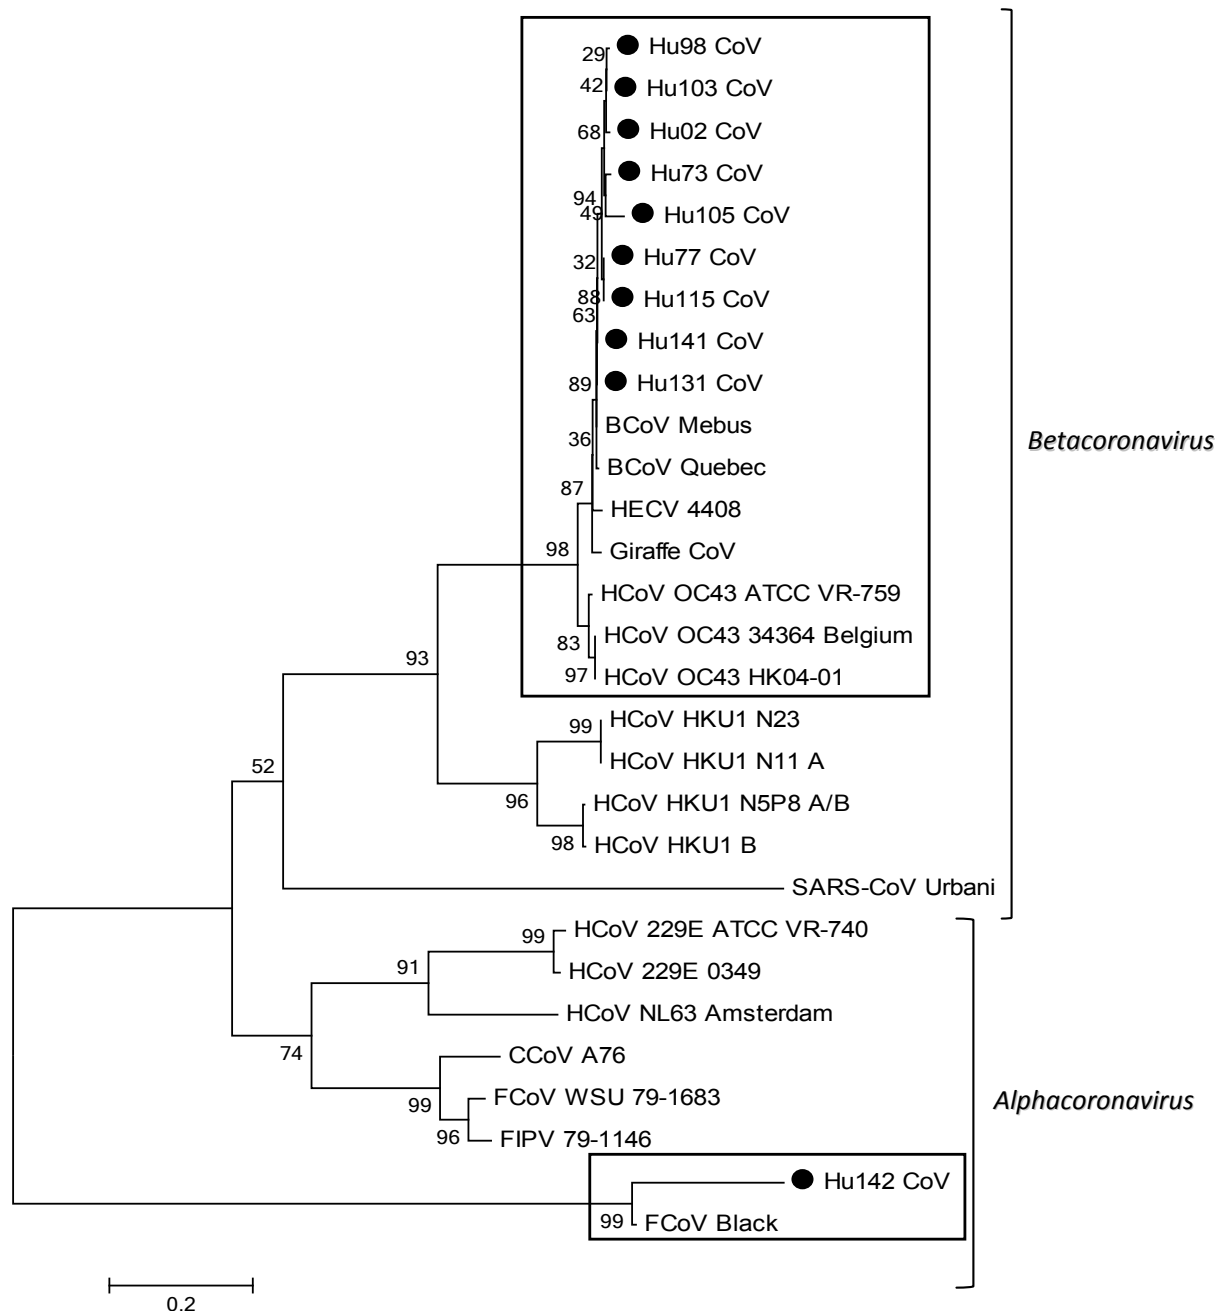 29
Hu98 CoV
42
Hu103 CoV
68
Hu02 CoV
Hu73 CoV
94
49
Hu105 CoV
32
Hu77 CoV
88
Hu115 CoV
63
Hu141 CoV
89
Hu131 CoV
36
BCoV Mebus
Betacoronavirus
BCoV Quebec
87
HECV 4408
98
Giraffe CoV
HCoV OC43 ATCC VR-759
83
HCoV OC43 34364 Belgium
93
97
HCoV OC43 HK04-01
99
HCoV HKU1 N23
52
HCoV HKU1 N11 A
96
HCoV HKU1 N5P8 A/B
98
HCoV HKU1 B
SARS-CoV Urbani
99
HCoV 229E ATCC VR-740
91
HCoV 229E 0349
HCoV NL63 Amsterdam
74
CCoV A76
99
FCoV WSU 79-1683
Alphacoronavirus
96
FIPV 79-1146
Hu142 CoV
99
FCoV Black
0.2